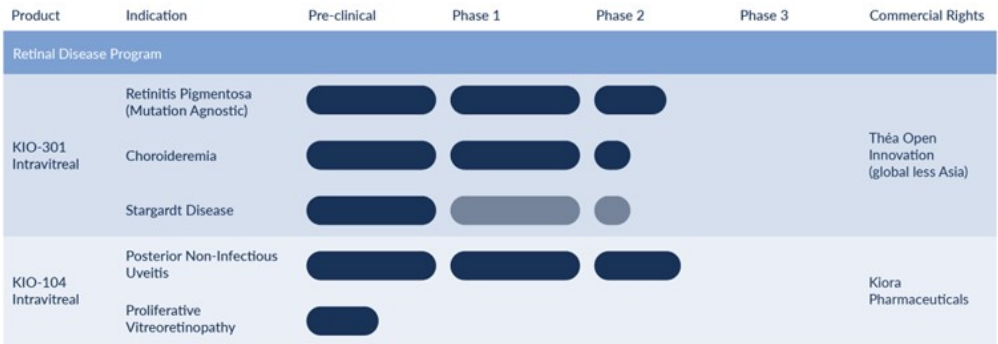 Product Indication Pre-clinical Phase 1 Phase 2 Phase 3 Commercial Rights
Retinal Disease Program
KIO-301
Intravitreal
Retinitis Pigmentosa
(Mutation Agnostic)
Choroideremia
Stargardt Disease
Théa Open
Innovation
(global less Asia)
KIO-104
Intravitreal
Posterior Non-Infectious
Uveitis
Proliferative
Vitreoretinopathy
Kiora
Pharmaceuticals